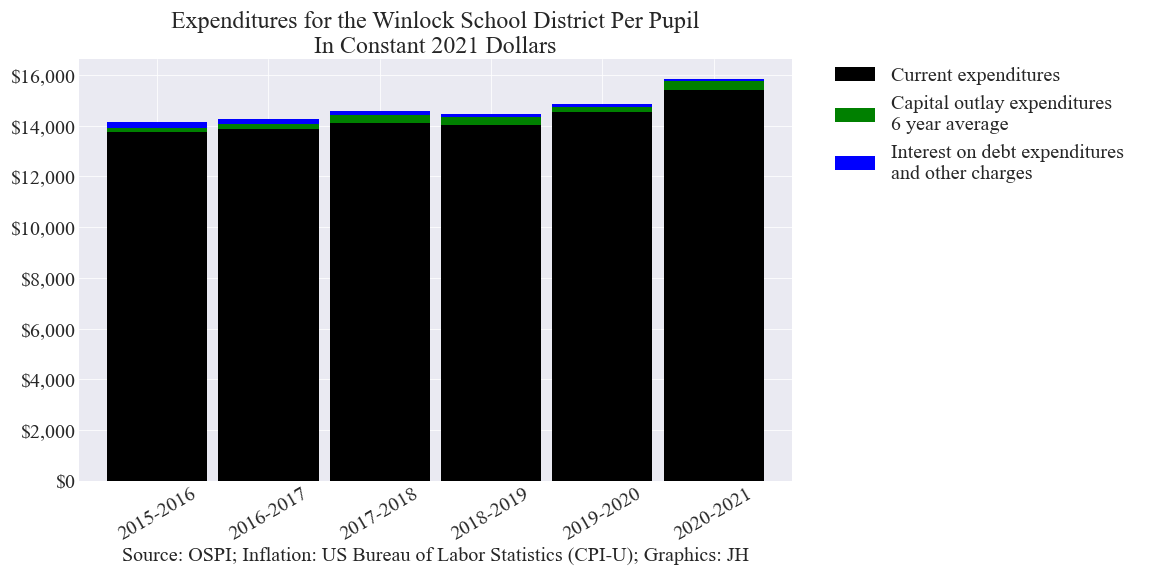 Expenditures for the Winlock School District Per Pupil
In Constant 2021 Dollars
$16,000
$14,000
$12,000
$10,000
$8,000
$6,000
$4,000
$2,000
$0
2015-2016
2016-2017
2017-2018
2018-2019
2019-2020
2020-2021
Source: OSPI; Inflation: US Bureau of Labor Statistics (CPI-U); Graphics: JH
Current expenditures
Capital outlay expenditures
6 year average
Interest on debt expenditures
and other charges